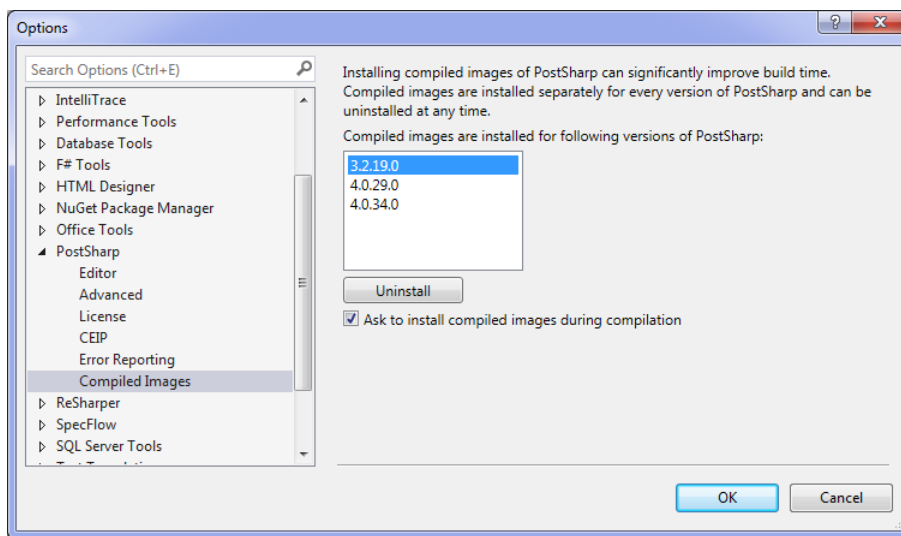 Options
Search Options (Ctrl+E)
IntelliTrace
Performance Tools
Database Tools
F# Tools
HTML Designer
NuGet Package Manager
Office Tools
PostSharp
Editor
Advanced
License
CEIP
Error Reporting
Compiled Images
ReSharper
SpecFlow
SQL Server Tools
Installing compiled images of PostSharp can significantly improve build time.
Compiled images are installed separately for every version of PostSharp and can be
uninstalled at any time.
Compiled images are installed for following versions of PostSharp:
3.2.19.0
4.0.29.0
4.0.34.0
Uninstall
Ask to install compiled images during compilation
OK
Cancel